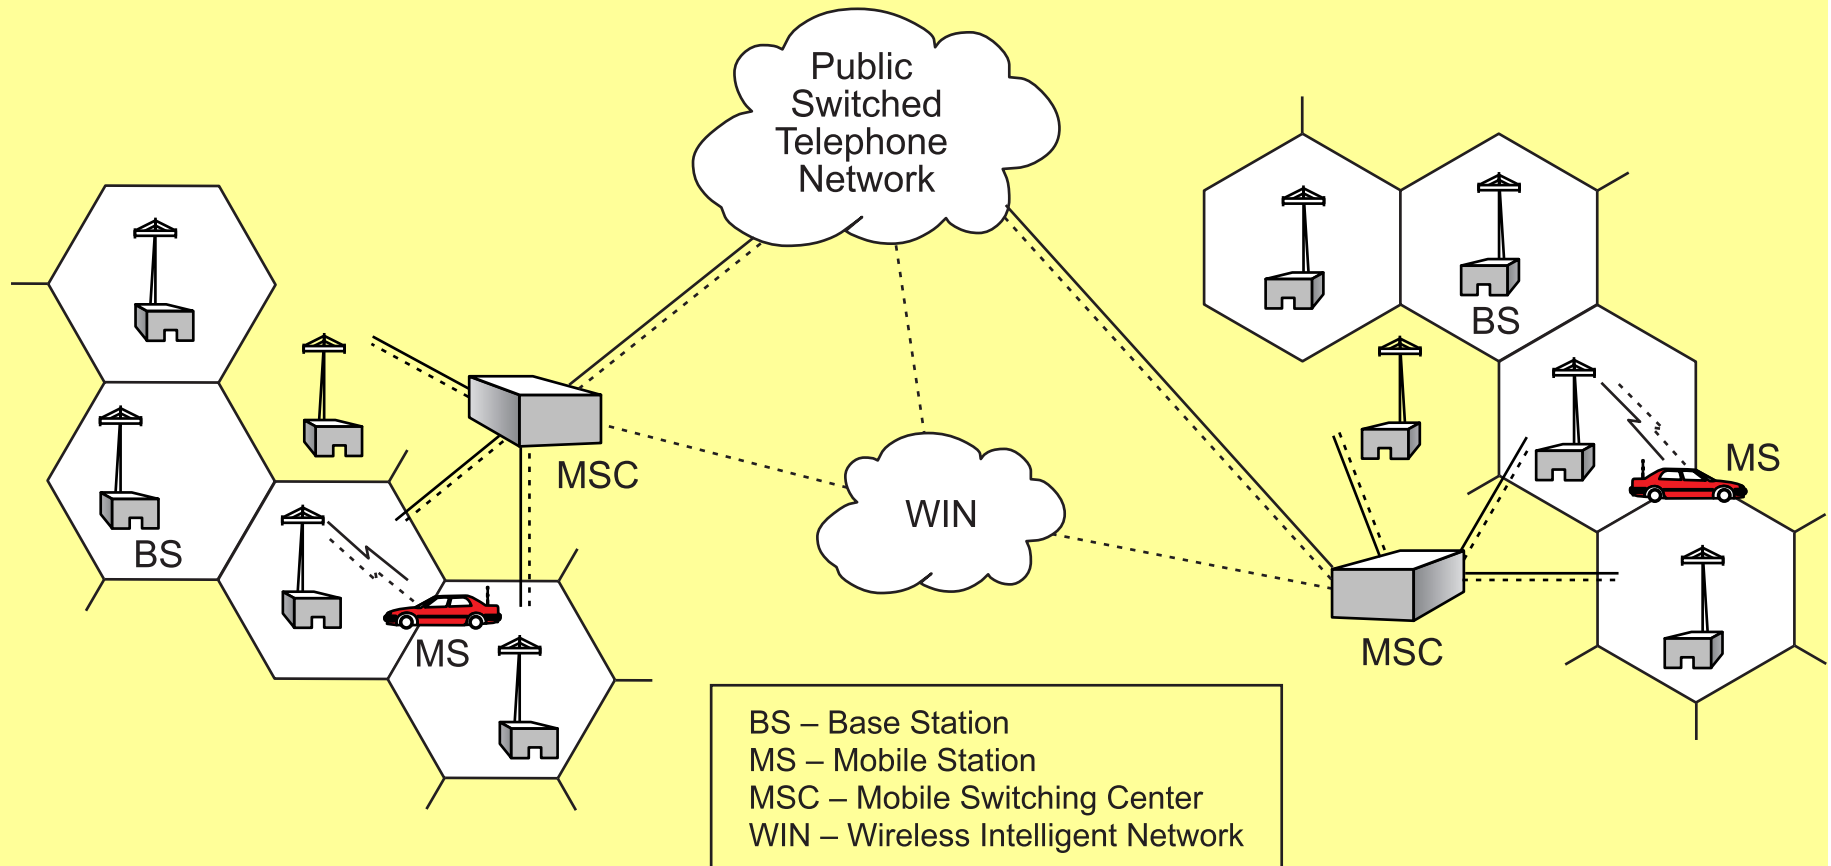 Public
Switched
Telephone
Network
BS
MSC
MS
BS
WIN
MS
BS
MSC
BS – Base Station
MS – Mobile Station
MSC – Mobile Switching Center
WIN – Wireless Intelligent Network